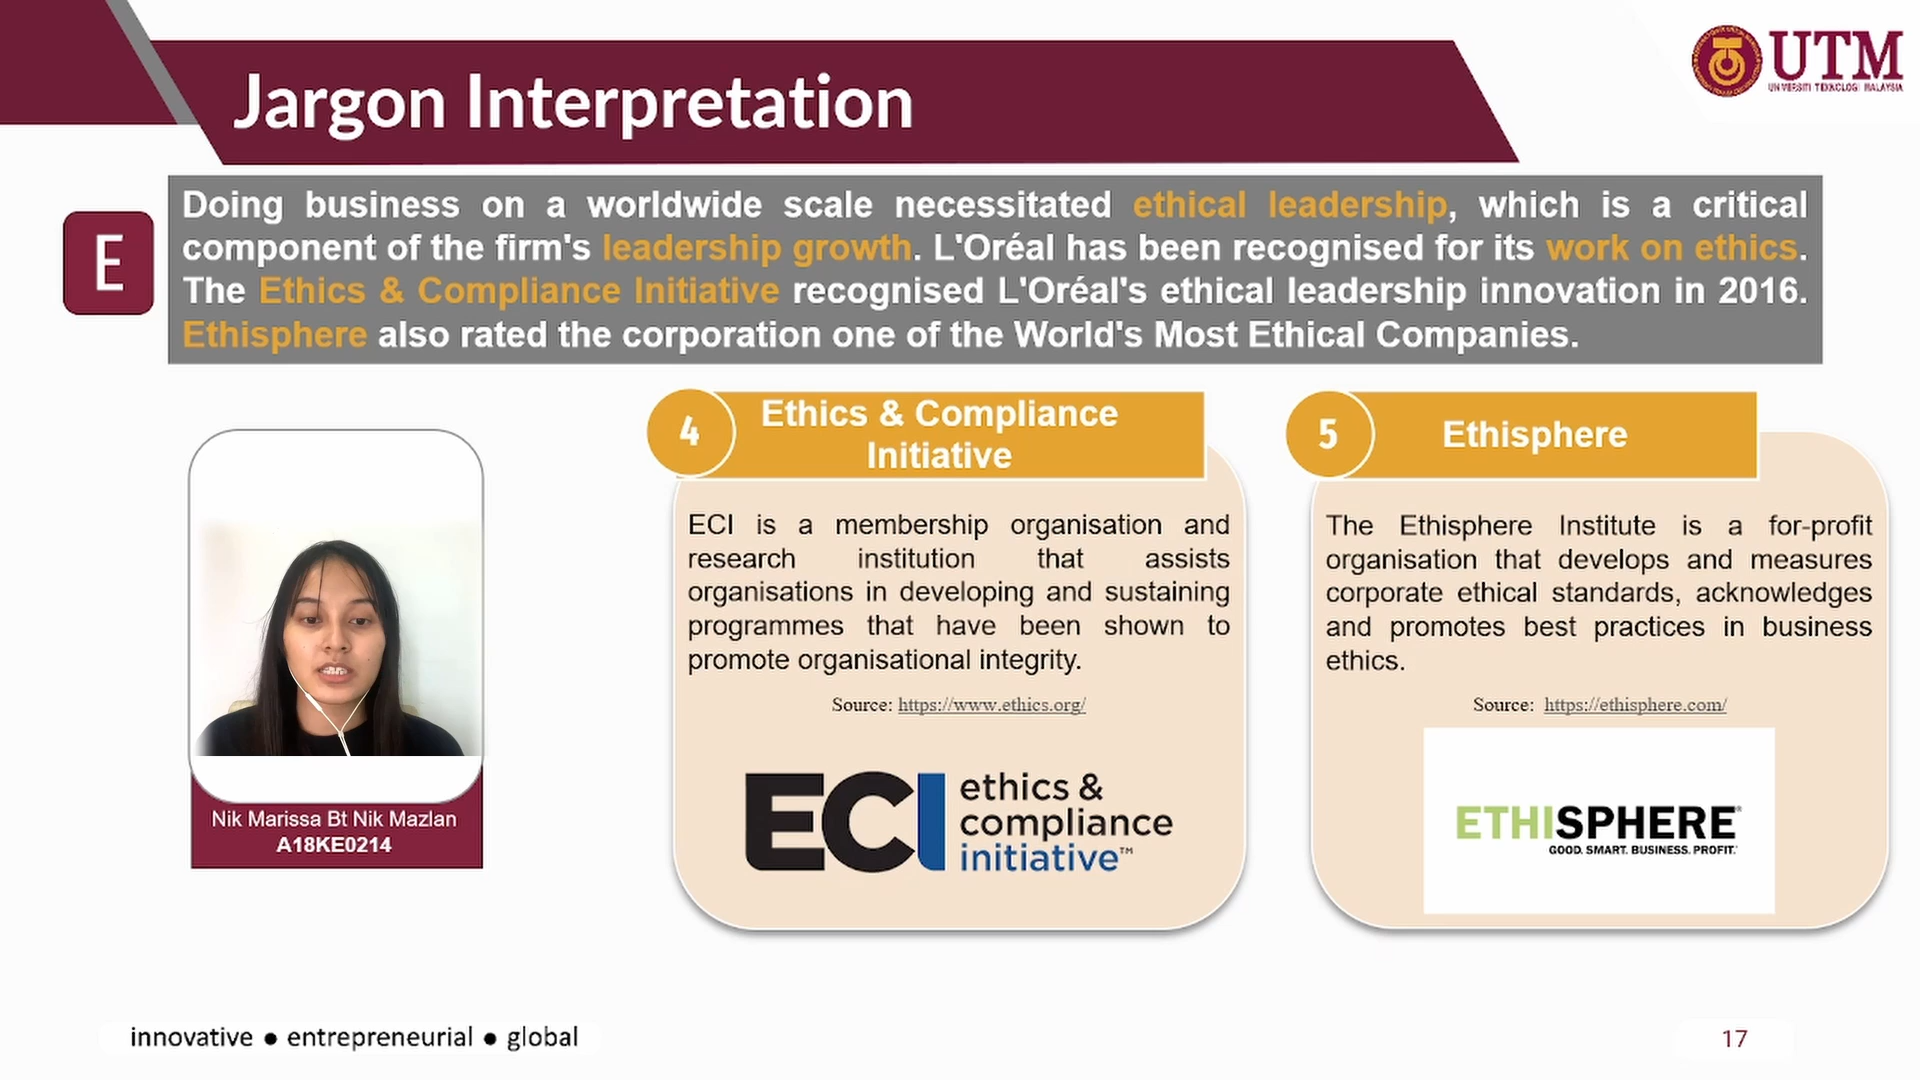 Jargon Interpretation
UTM
UNIVERSITI TEKNOLOGI MALAYSIA
E
Doing business on a worldwide scale necessitated ethical leadership, which is a critical
component of the firm's leadership growth. L'Oréal has been recognised for its work on ethics.
The Ethics & Compliance Initiative recognised L'Oréal's ethical leadership innovation in 2016.
Ethisphere also rated the corporation one of the World's Most Ethical Companies.
4
Ethics & Compliance
Initiative
ECI is a membership organisation and
research institution that assists
organisations in developing and sustaining
programmes that have been shown to
promote organisational integrity.
Source: https://www.ethics.org/
ECI ethics &
compliance
initiative™
5
Ethisphere
The Ethisphere Institute is a for-profit
organisation that develops and measures
corporate ethical standards, acknowledges
and promotes best practices in business
ethics.
Source: https://ethisphere.com/
ETHISPHERE®
GOOD. SMART. BUSINESS. PROFIT.
Nik Marissa Bt Nik Mazlan
A18KE0214
innovative ● entrepreneurial ● global
17